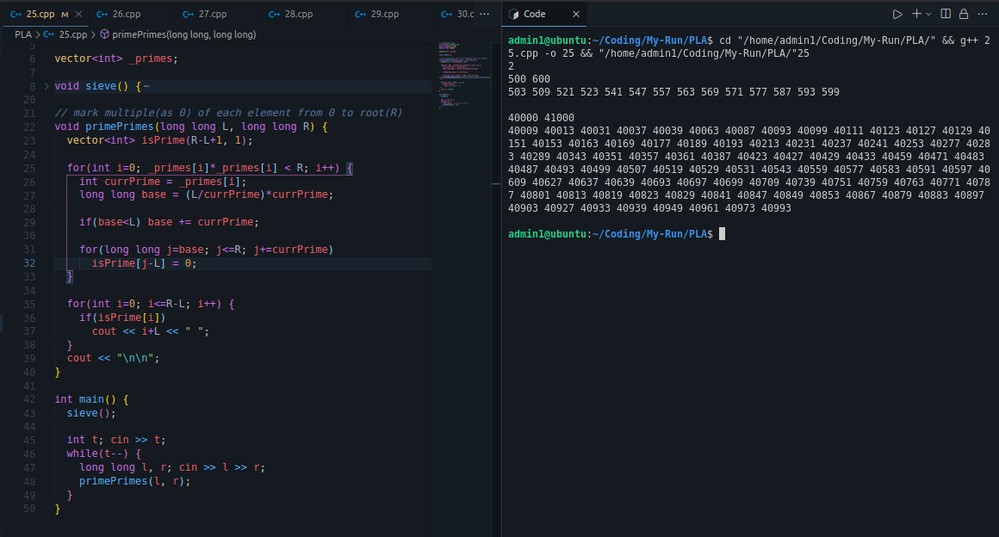 25.cpp M
26.cpp
27.cpp
28.cpp
29.cpp
30.c
Code
PLA > 25.cpp > primePrimes(long long, long long)
5
6 vector<int> _primes;
7
8 void sieve() {⋯
20
21 // mark multiple(as 0) of each element from 0 to root(R)
22 void primePrimes(long long L, long long R) {
23 vector<int> isPrime(R-L+1, 1);
24
25 for(int i=0; _primes[i]*_primes[i] < R; i++) {
26 int currPrime = _primes[i];
27 long long base = (L/currPrime)*currPrime;
28
29 if(base<L) base += currPrime;
30
31 for(long long j=base; j<=R; j+=currPrime)
32 isPrime[j-L] = 0;
33 }
34
35 for(int i=0; i<=R-L; i++) {
36 if(isPrime[i])
37 cout << i+L << " ";
38 }
39 cout << "\n\n";
40 }
41
42 int main() {
43 sieve();
44
45 int t; cin >> t;
46 while(t--) {
47 long long l, r; cin >> l >> r;
48 primePrimes(l, r);
49 }
50 }
admin1@ubuntu:~/Coding/My-Run/PLA$ cd "/home/admin1/Coding/My-Run/PLA/" && g++ 2
5.cpp -o 25 && "/home/admin1/Coding/My-Run/PLA/"25
2
500 600
503 509 521 523 541 547 557 563 569 571 577 587 593 599
40000 41000
40009 40013 40031 40037 40039 40063 40087 40093 40099 40111 40123 40127 40129 40
151 40153 40163 40169 40177 40189 40193 40213 40231 40237 40241 40253 40277 4028
3 40289 40343 40351 40357 40361 40387 40423 40427 40429 40433 40459 40471 40483
40487 40493 40499 40507 40519 40529 40531 40543 40559 40577 40583 40591 40597 40
609 40627 40637 40639 40693 40697 40699 40709 40739 40751 40759 40763 40771 4078
7 40801 40813 40819 40823 40829 40841 40847 40849 40853 40867 40879 40883 40897
40903 40927 40933 40939 40949 40961 40973 40993
admin1@ubuntu:~/Coding/My-Run/PLA$